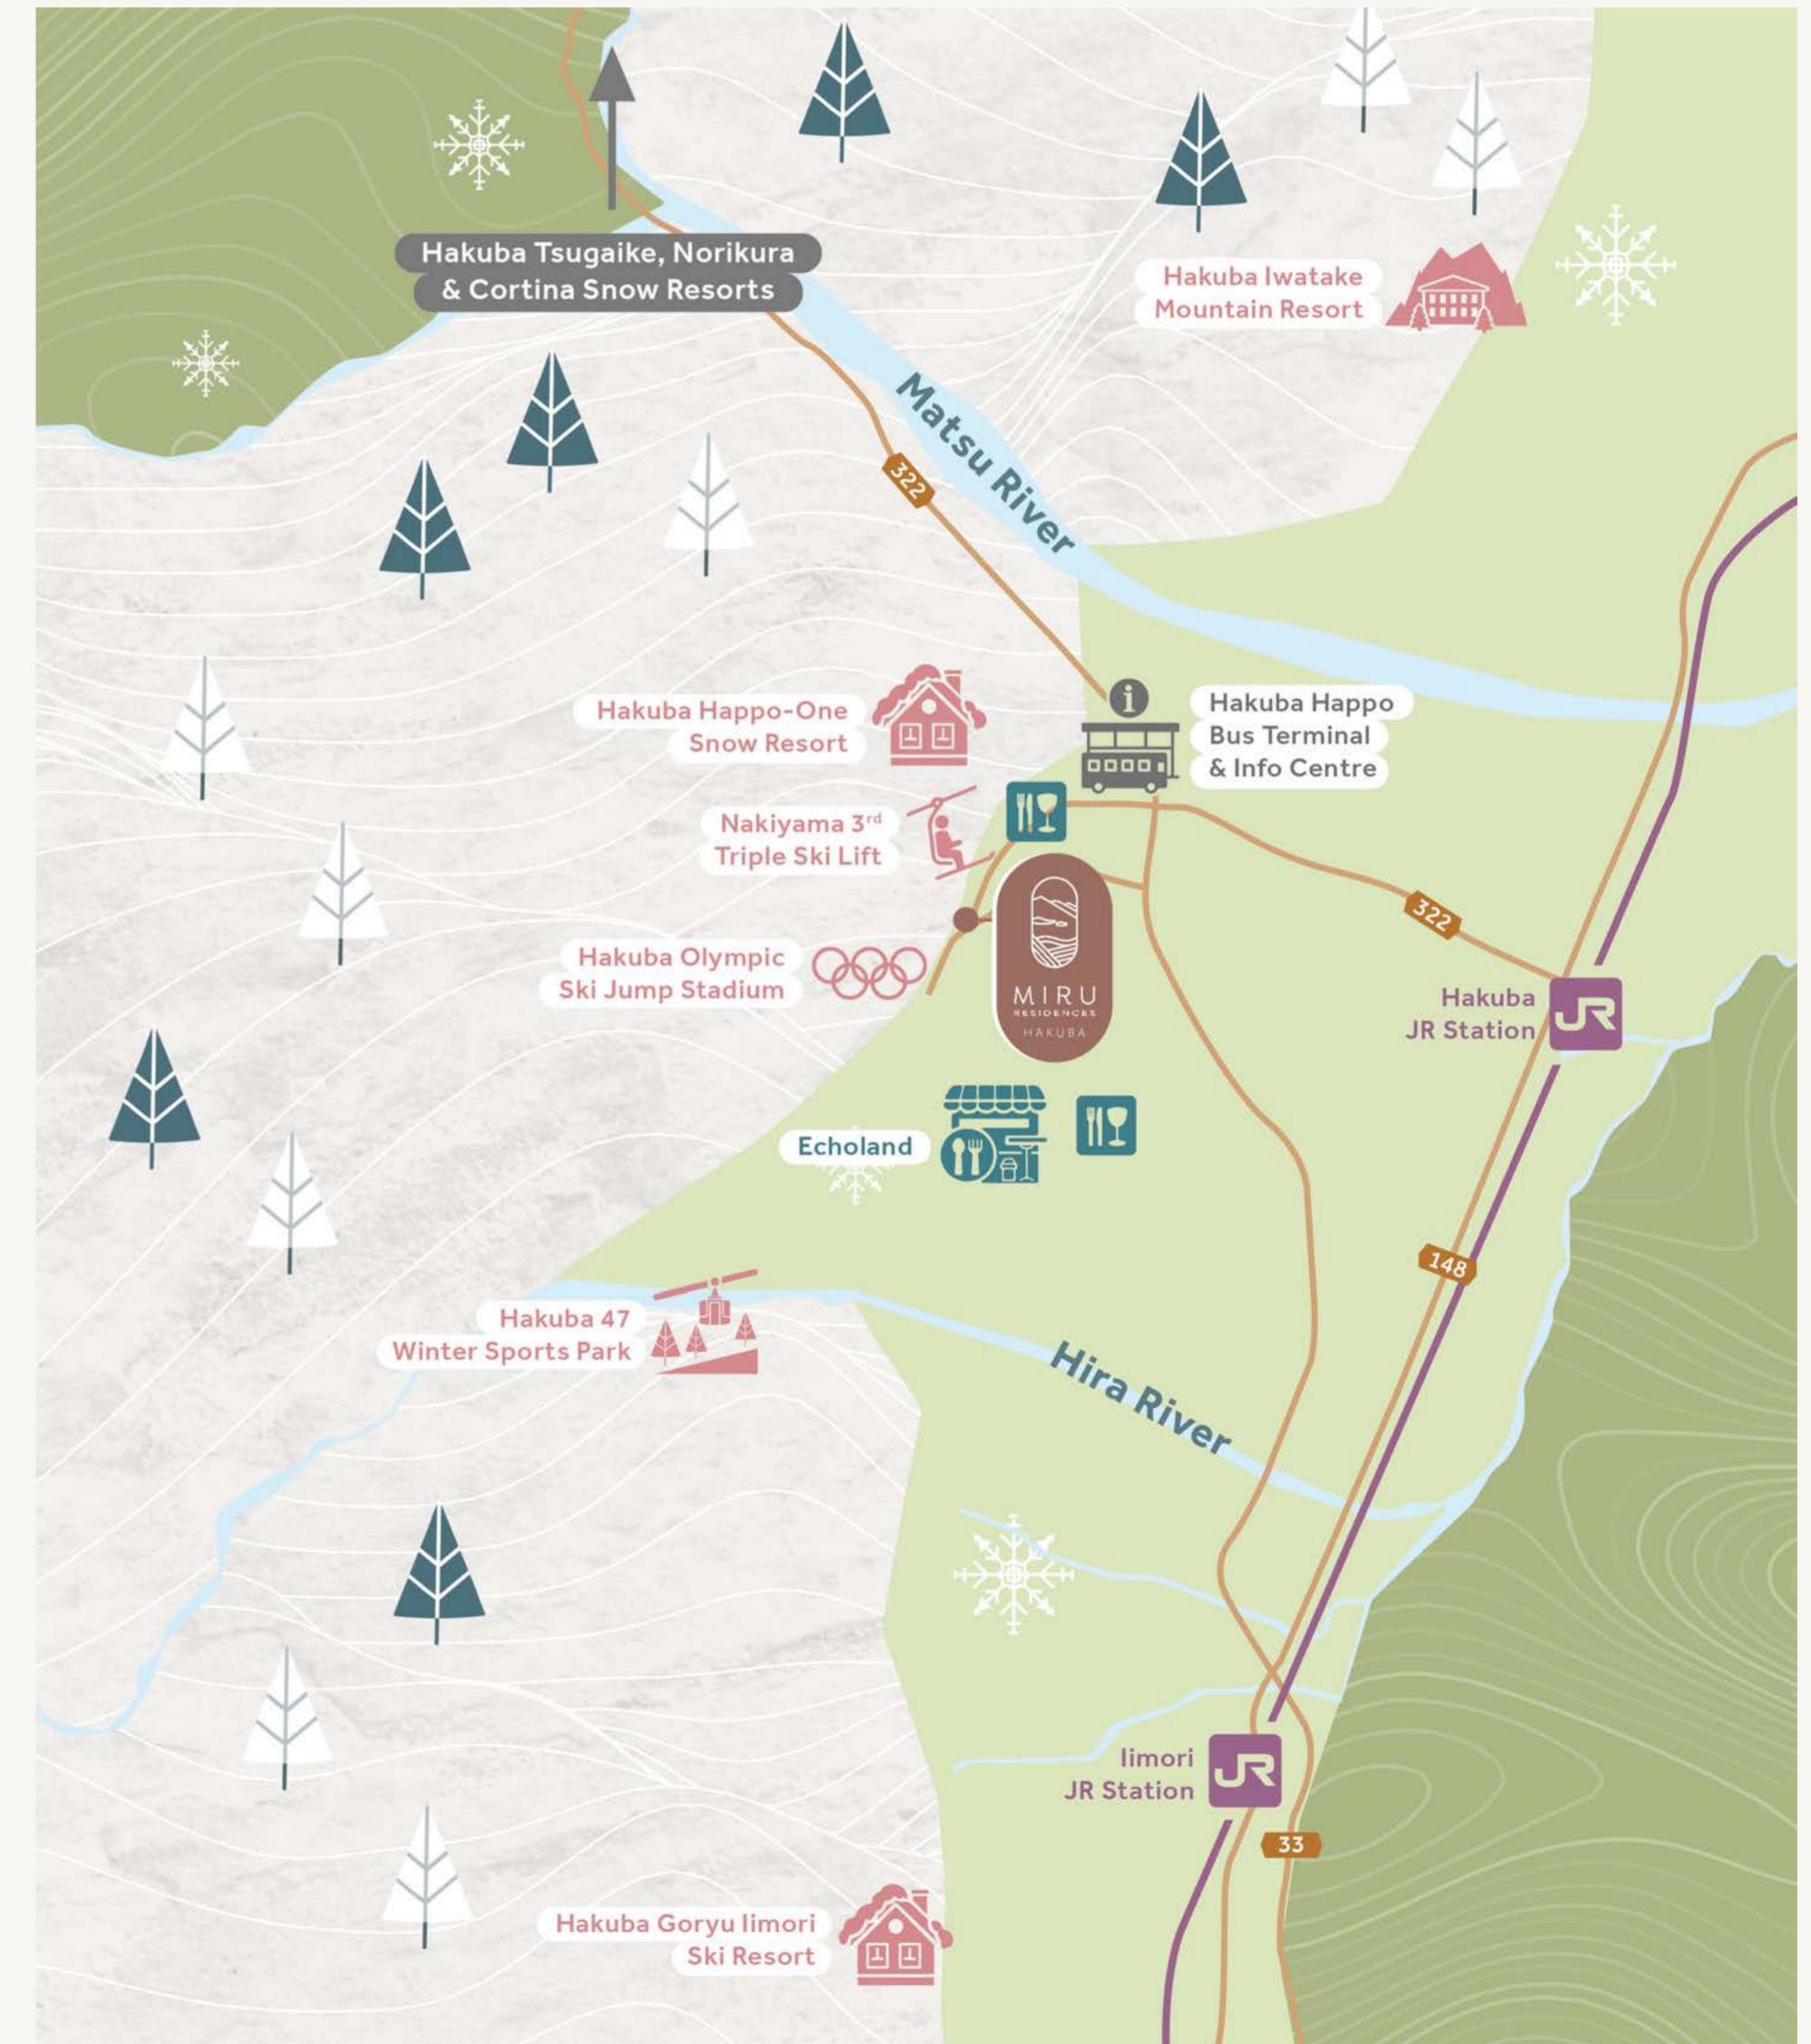 Hakuba Tsugaike, Norikura
& Cortina Snow Resorts
Hakuba Iwatake
Mountain Resort
Matsu River
322
Hakuba Happo-One
Snow Resort
i
Hakuba Happo
Bus Terminal
& Info Centre
Nakiyama 3rd
Triple Ski Lift
322
Hakuba Olympic
Ski Jump Stadium
MIRU
RESIDENCES
HAKUBA
Hakuba
JR Station
JR
Echoland
148
Hakuba 47
Winter Sports Park
Hira River
Iimori
JR Station
JR
33
Hakuba Goryu Iimori
Ski Resort